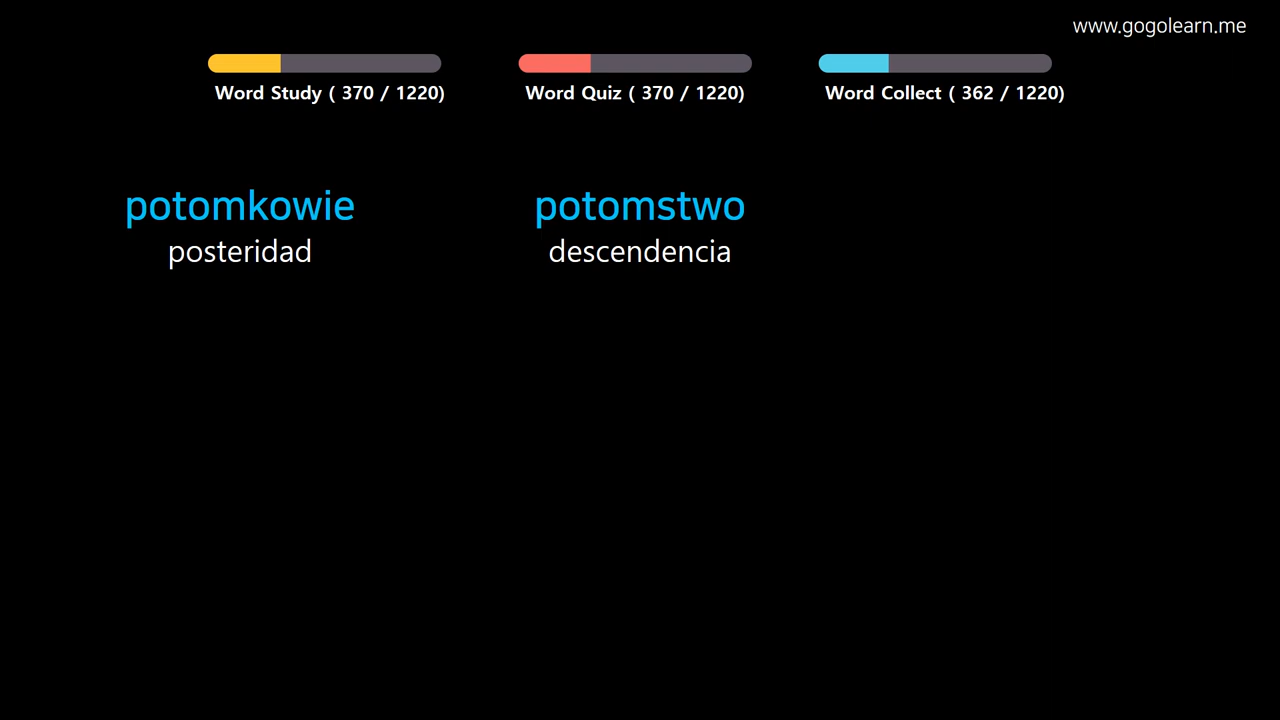 www.gogolearn.me
Word Study ( 370 / 1220)
Word Quiz ( 370 / 1220)
Word Collect ( 362 / 1220)
potomkowie
posteridad
potomstwo
descendencia